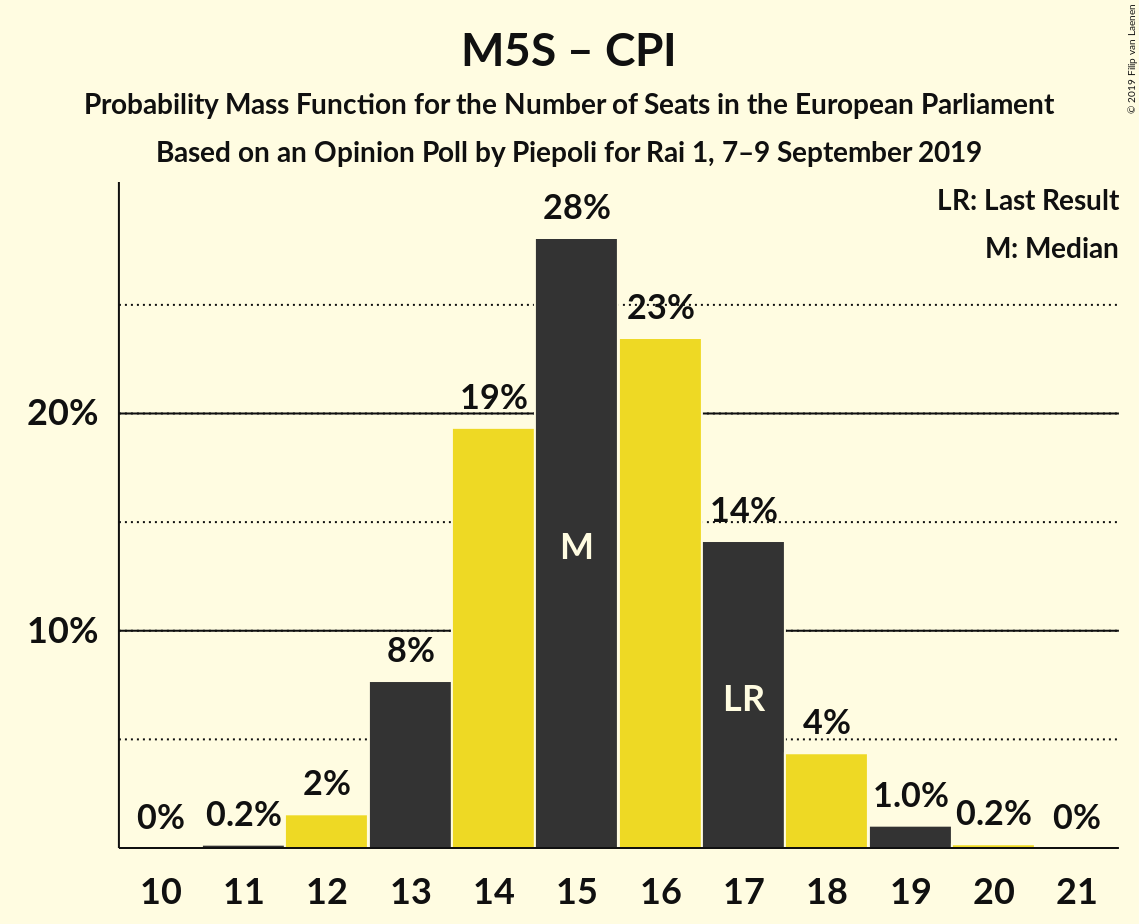 M5S – CPI
Probability Mass Function for the Number of Seats in the European Parliament
Based on an Opinion Poll by Piepoli for Rai 1, 7–9 September 2019
© 2019 Filip van Laenen
LR: Last Result
M: Median
20%
10%
0%
0.2%
2%
8%
19%
28%
23%
14%
4%
1.0%
0.2%
0%
M
LR
10 11 12 13 14 15 16 17 18 19 20 21